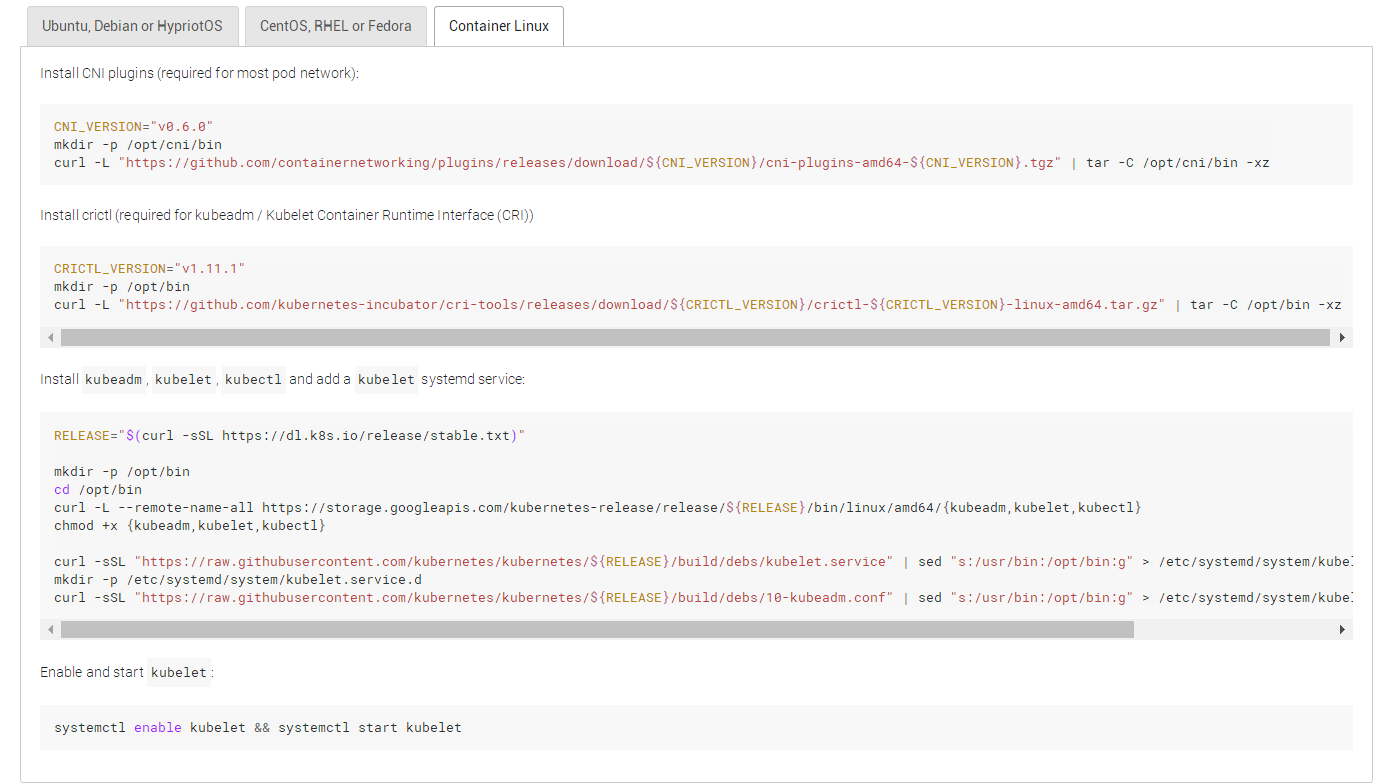 Ubuntu, Debian or HypriotOS
CentOS, RHEL or Fedora
Container Linux
Install CNI plugins (required for most pod network):
CNI_VERSION="v0.6.0"
mkdir -p /opt/cni/bin
curl -L "https://github.com/containernetworking/plugins/releases/download/${CNI_VERSION}/cni-plugins-amd64-${CNI_VERSION}.tgz" | tar -C /opt/cni/bin -xz
Install crictl (required for kubeadm / Kubelet Container Runtime Interface (CRI))
CRICTL_VERSION="v1.11.1"
mkdir -p /opt/bin
curl -L "https://github.com/kubernetes-incubator/cri-tools/releases/download/${CRICTL_VERSION}/crictl-${CRICTL_VERSION}-linux-amd64.tar.gz" | tar -C /opt/bin -xz
Install kubeadm, kubelet, kubectl and add a kubelet systemd service:
RELEASE="$(curl -sSL https://dl.k8s.io/release/stable.txt)"
mkdir -p /opt/bin
cd /opt/bin
curl -L --remote-name-all https://storage.googleapis.com/kubernetes-release/release/${RELEASE}/bin/linux/amd64/{kubeadm,kubelet,kubectl}
chmod +x {kubeadm,kubelet,kubectl}
curl -sSL "https://raw.githubusercontent.com/kubernetes/kubernetes/${RELEASE}/build/debs/kubelet.service" | sed "s:/usr/bin:/opt/bin:g" > /etc/systemd/system/kubel
mkdir -p /etc/systemd/system/kubelet.service.d
curl -sSL "https://raw.githubusercontent.com/kubernetes/kubernetes/${RELEASE}/build/debs/10-kubeadm.conf" | sed "s:/usr/bin:/opt/bin:g" > /etc/systemd/system/kubel
Enable and start kubelet:
systemctl enable kubelet && systemctl start kubelet